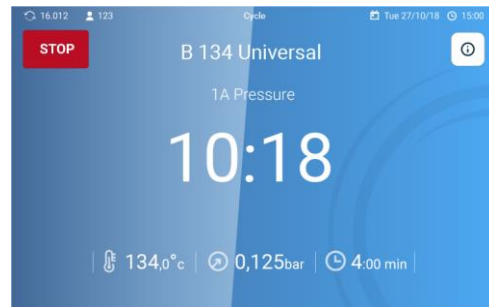 16.012 123 Cycle Tue 27/10/18 15:00
STOP B 134 Universal
1A Pressure
10:18
134,0°c 0,125bar 4:00 min